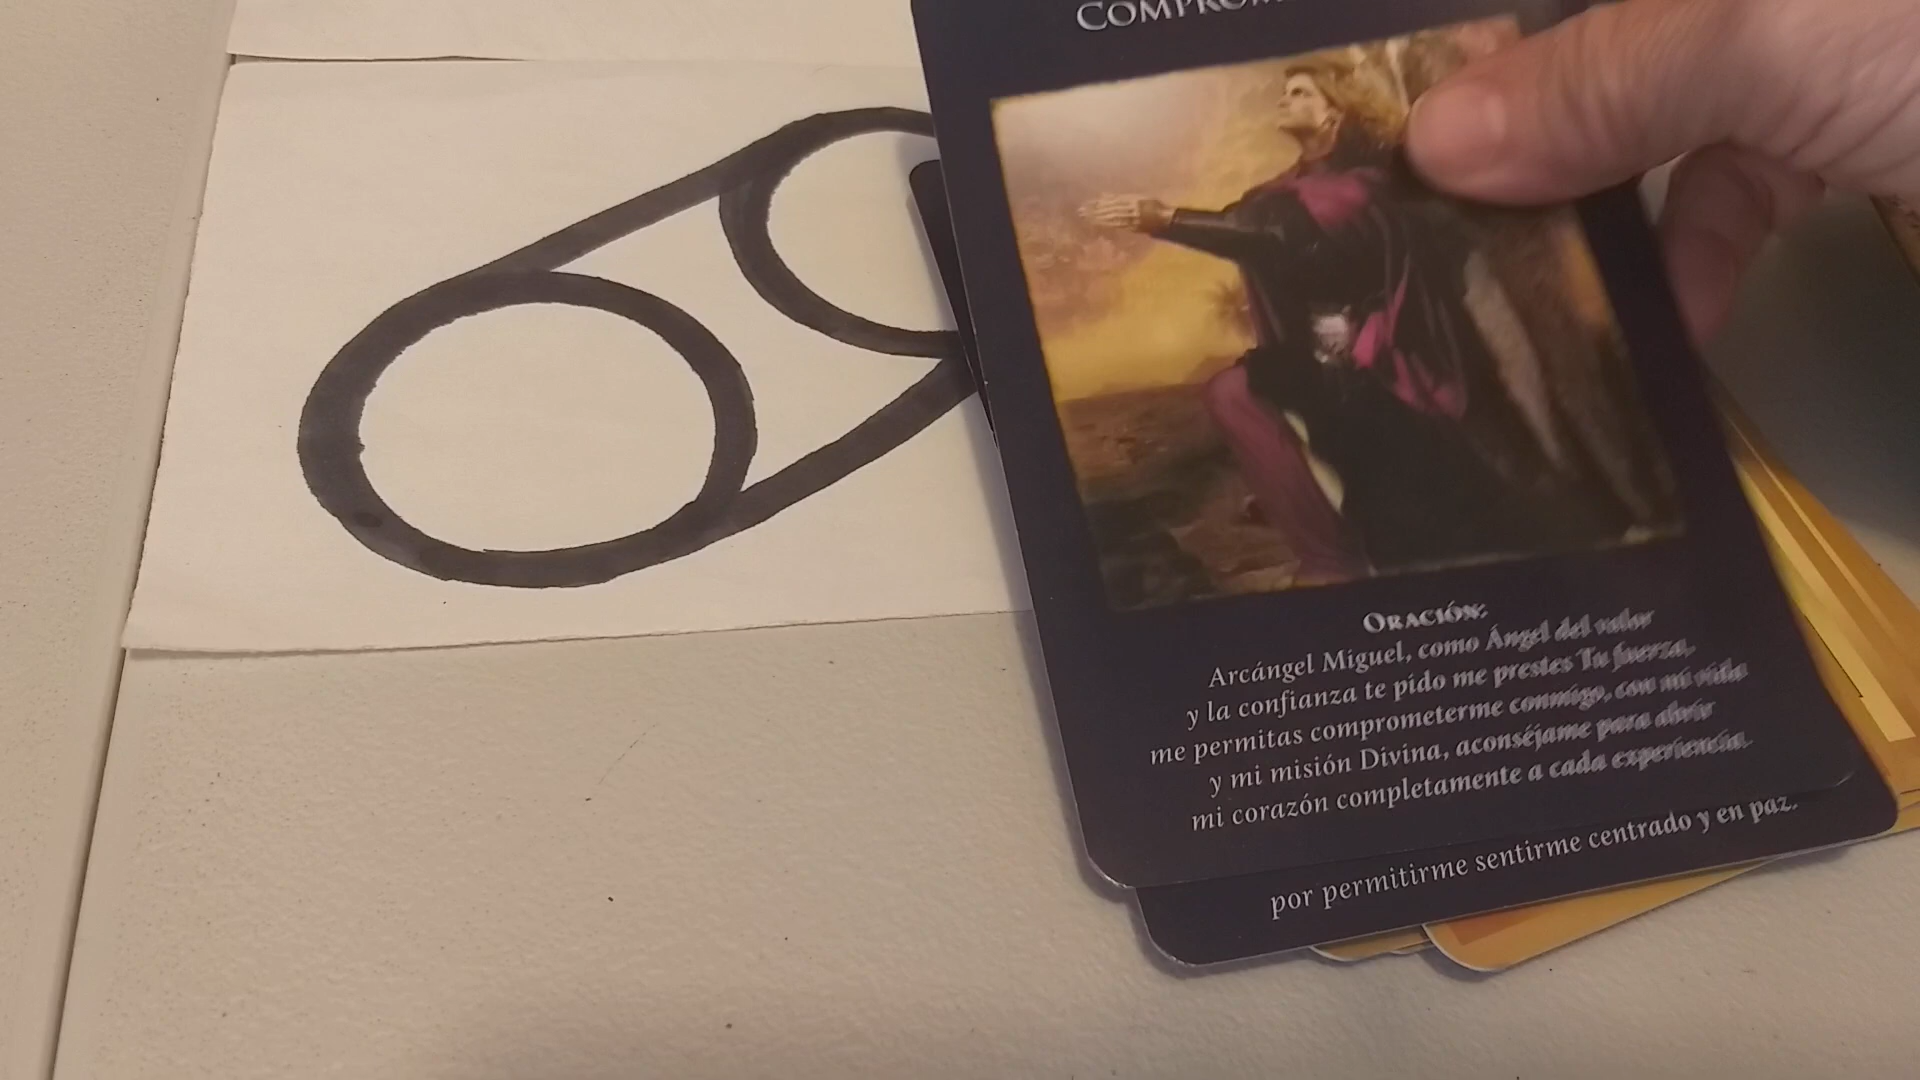 ORACIÓN:
Arcángel Miguel, como Ángel del valor
y la confianza te pido me prestes Tu fuerza,
me permitas comprometerme conmigo, con mi vida
y mi misión Divina, aconséjame para abrir
mi corazón completamente a cada experiencia.
por permitirme sentirme centrado y en paz.